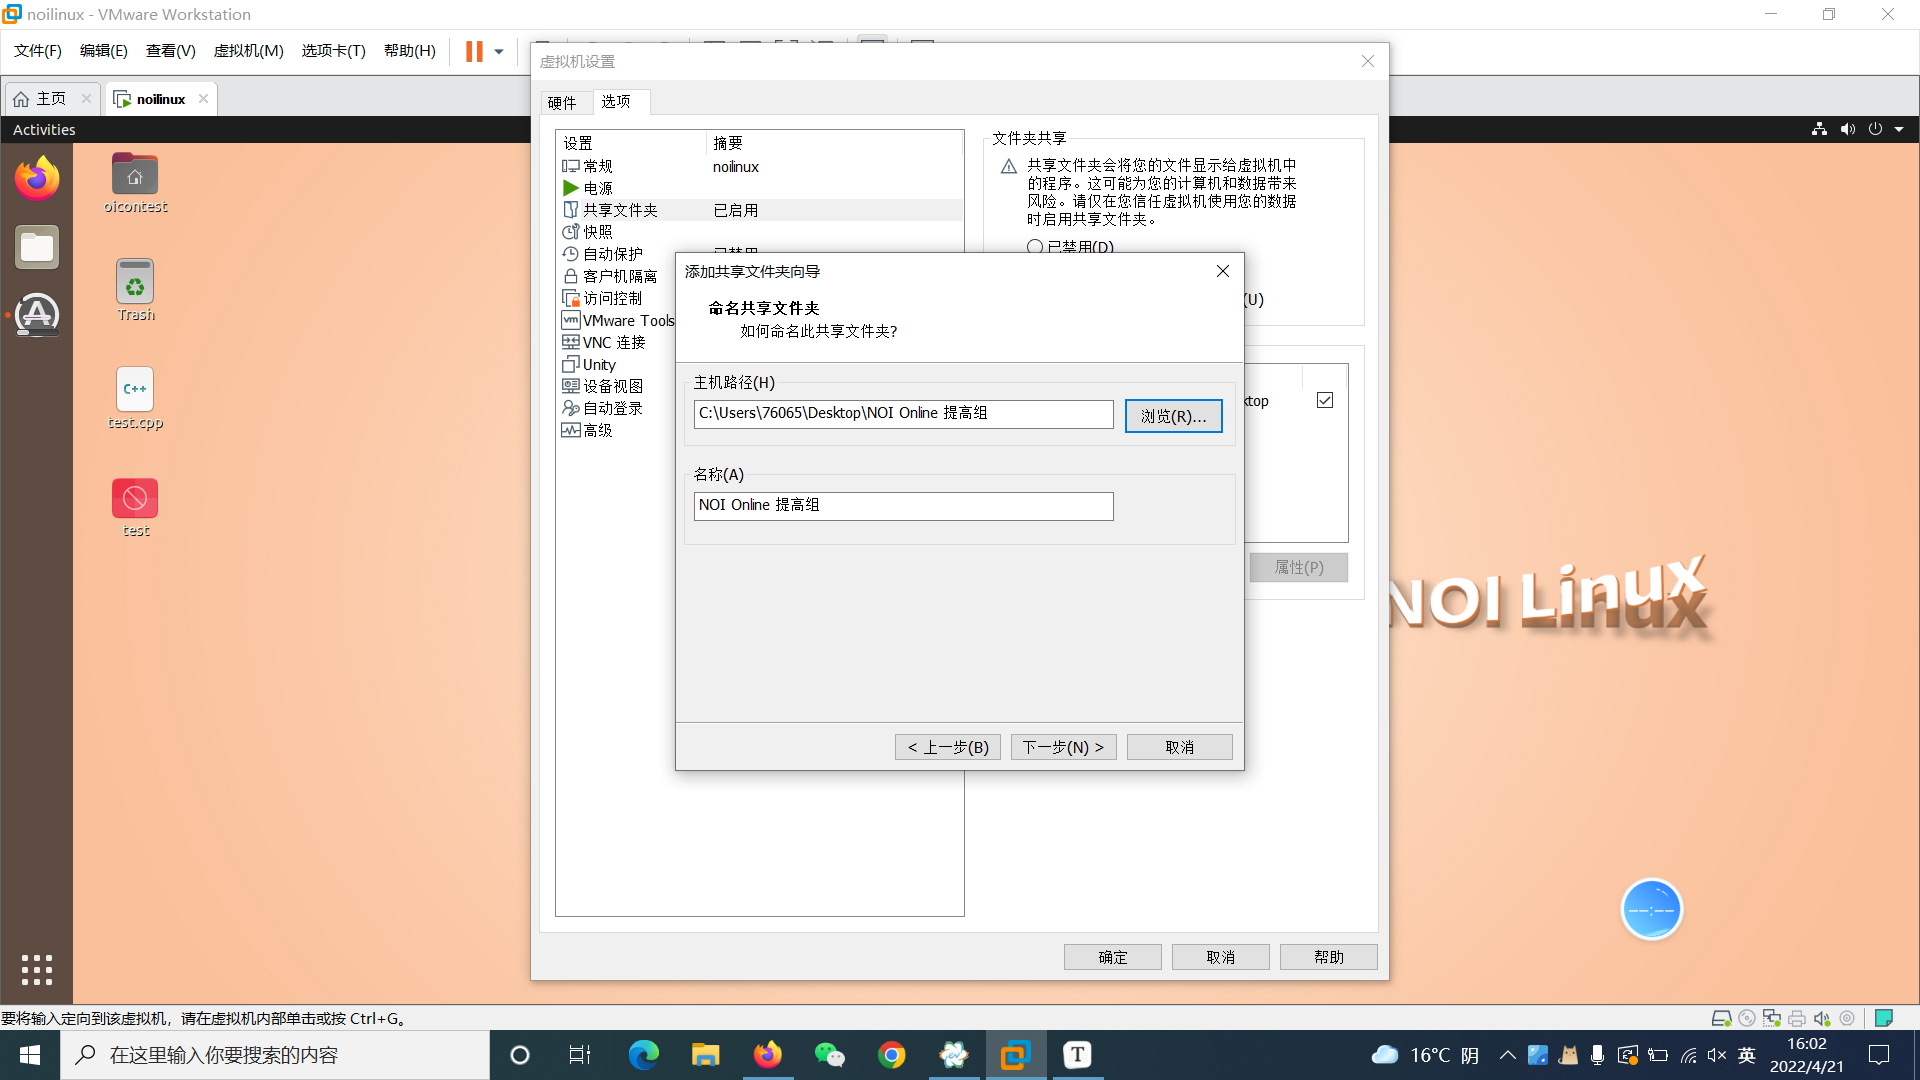 noilinux - VMware Workstation
文件(F) 编辑(E) 查看(V) 虚拟机(M) 选项卡(T) 帮助(H)
虚拟机设置
主页
noilinux
硬件 选项
Activities
oicontest
Trash
C++
test.cpp
test
设置 摘要
常规 noilinux
电源
共享文件夹 已启用
快照
自动保护
客户机隔离
访问控制
vm VMware Tools
VNC 连接
Unity
设备视图
自动登录
高级
文件夹共享
共享文件夹会将您的文件显示给虚拟机中
的程序。这可能为您的计算机和数据带来
风险。请仅在您信任虚拟机使用您的数据
时启用共享文件夹。
已禁用(D)
(U)
添加共享文件夹向导
命名共享文件夹
如何命名此共享文件夹?
主机路径(H)
C:\Users\76065\Desktop\NOI Online 提高组
浏览(R)...
名称(A)
NOI Online 提高组
ktop
属性(P)
< 上一步(B) 下一步(N) > 取消
NOI Linux
确定 取消 帮助
要将输入定向到该虚拟机，请在虚拟机内部单击或按 Ctrl+G。
在这里输入你要搜索的内容
T
16°C 阴
英
16:02
2022/4/21